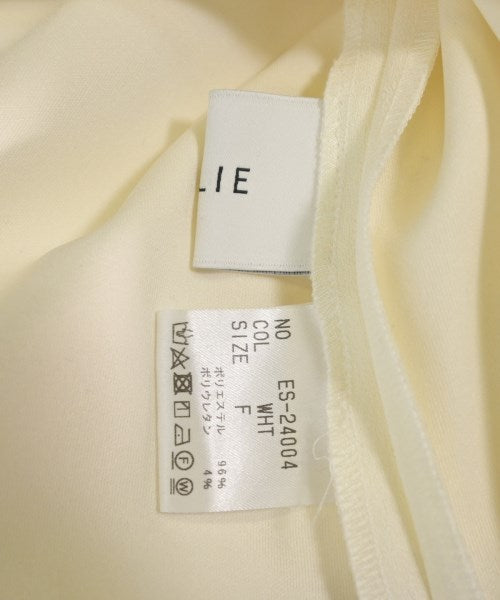 LIE
NO ES-24004
COL WHT
SIZE F
ポリエステル 96%
ポリウレタン 4%
F
W